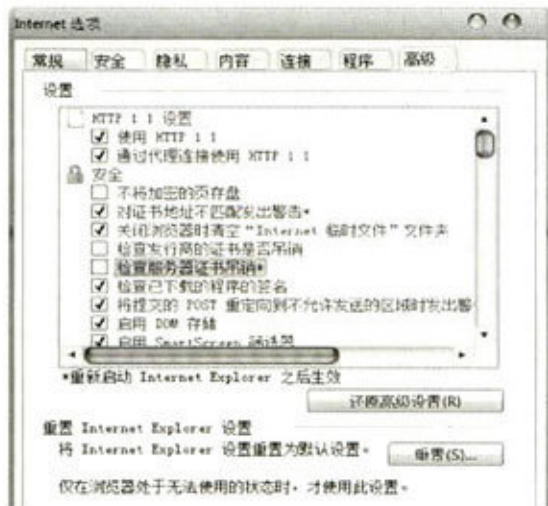 Internet 选项
常规 安全 隐私 内容 连接 程序 高级
设置
HTTP 1 1 设置
使用 HTTP 1 1
通过代理连接使用 HTTP 1 1
安全
不将加密的页存盘
对证书地址不匹配发出警告*
关闭浏览器时清空“Internet 临时文件”文件夹
检查发行商的证书是否吊销
检查服务器证书吊销*
检查已下载的程序的签名
将提交的 POST 重定向到不允许发送的区域时发出警
启用 DOM 存储
启用 SmartScreen 筛选器
*重新启动 Internet Explorer 之后生效
还原高级设置(R)
重置 Internet Explorer 设置
将 Internet Explorer 设置重置为默认设置。 重置(S)...
仅在浏览器处于无法使用的状态时，才使用此设置。